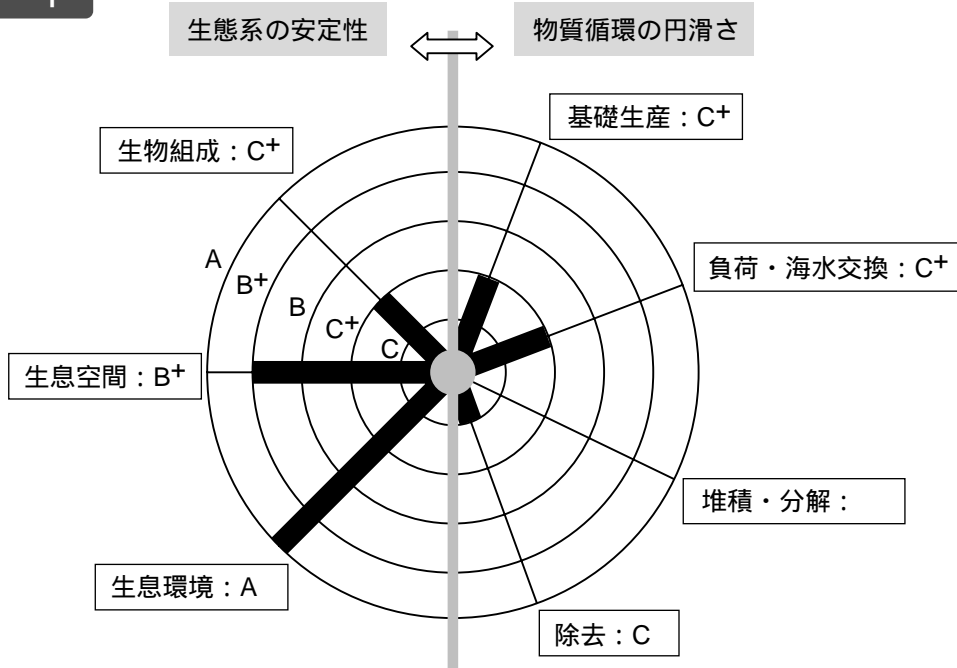 生態系の安定性
物質循環の円滑さ
基礎生産：C+
生物組成：C+
負荷・海水交換：C+
A
B+
B
C+
C
生息空間：B+
堆積・分解：
生息環境：A
除去：C